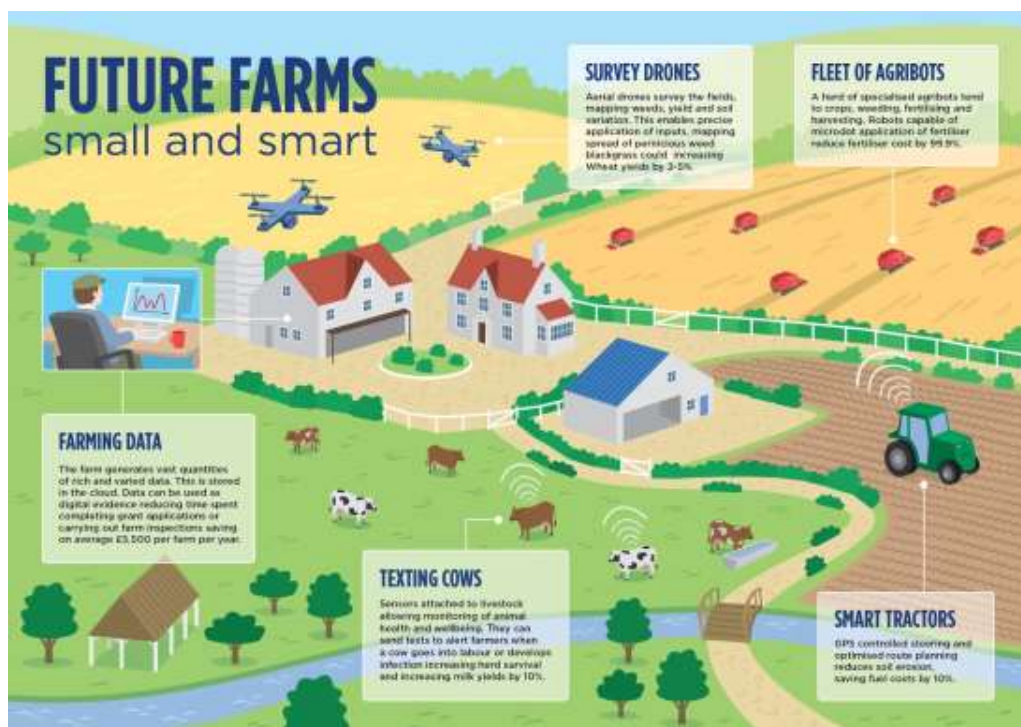 FUTURE FARMS
small and smart
SURVEY DRONES
Aerial drones survey the fields,
mapping weeds, yield and soil
variation. This enables precise
application of inputs, mapping
spread of pernicious weed
blackgrass could increasing
Wheat yields by 2-5%.
FLEET OF AGRIBOTS
A herd of specialised agribots tend
to crops, weeding, fertilising and
harvesting. Robots capable of
microdot application of fertiliser
reduce fertiliser cost by 99.9%.
FARMING DATA
The farm generates vast quantities
of rich and varied data. This is stored
in the cloud. Data can be used as
digital evidence reducing time spent
completing grant applications or
carrying out farm inspections saving
on average £5,500 per farm per year.
TEXTING COWS
Sensors attached to livestock
allowing monitoring of animal
health and wellbeing. They can
send texts to alert farmers when
a cow goes into labour or develops
infection increasing herd survival
and increasing milk yields by 10%.
SMART TRACTORS
GPS controlled steering and
optimised route planning
reduces soil erosion,
saving fuel costs by 10%.